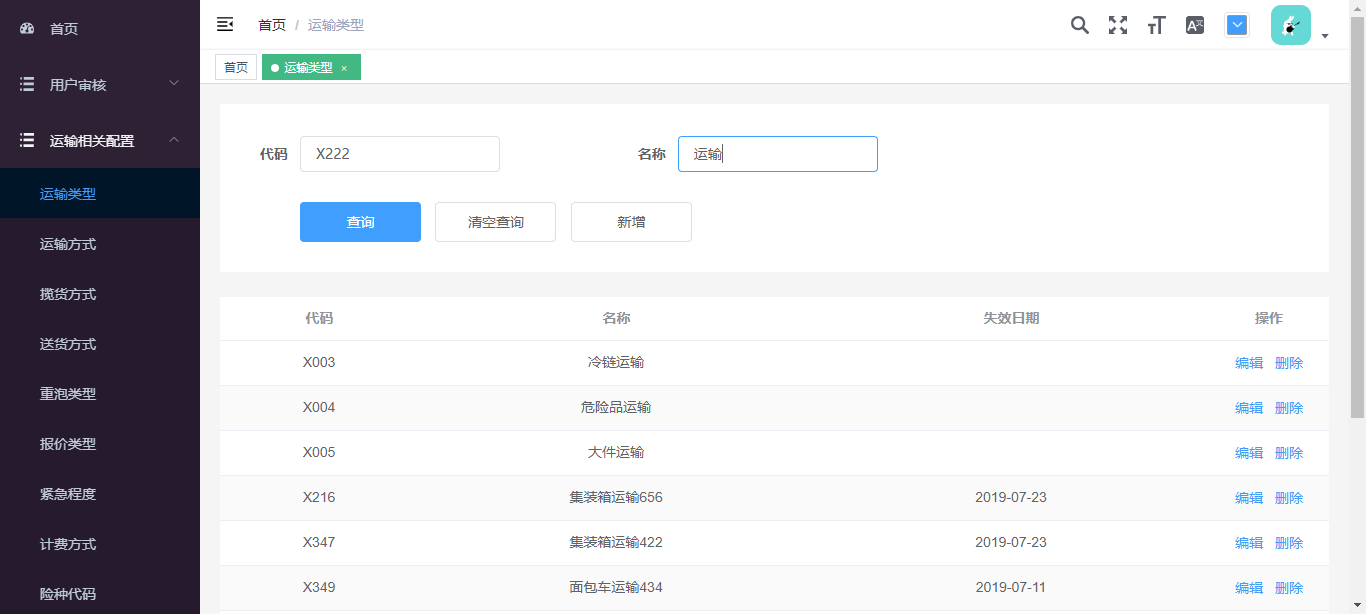 首页
用户审核
运输相关配置
运输类型
运输方式
揽货方式
送货方式
重泡类型
报价类型
紧急程度
计费方式
险种代码
首页 / 运输类型
首页 运输类型 ×
代码 X222 名称 运输
查询 清空查询 新增
代码 名称 失效日期 操作
X003 冷链运输 编辑 删除
X004 危险品运输 编辑 删除
X005 大件运输 编辑 删除
X216 集装箱运输656 2019-07-23 编辑 删除
X347 集装箱运输422 2019-07-23 编辑 删除
X349 面包车运输434 2019-07-11 编辑 删除